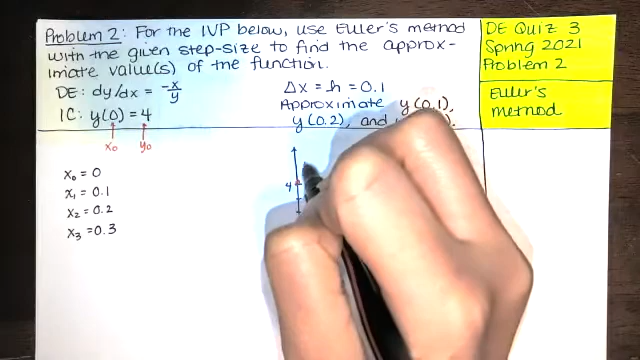 Problem 2: For the IVP below, use Euler's method
with the given step-size to find the approx-
imate value(s) of the function.
DE: dy/dx = -x/y
IC: y(0) = 4
x₀ y₀
Δx = h = 0.1
Approximate y(0.1),
y(0.2), and
DE Quiz 3
Spring 2021
Problem 2
Euler's
method
x₀ = 0
x₁ = 0.1
x₂ = 0.2
x₃ = 0.3
4